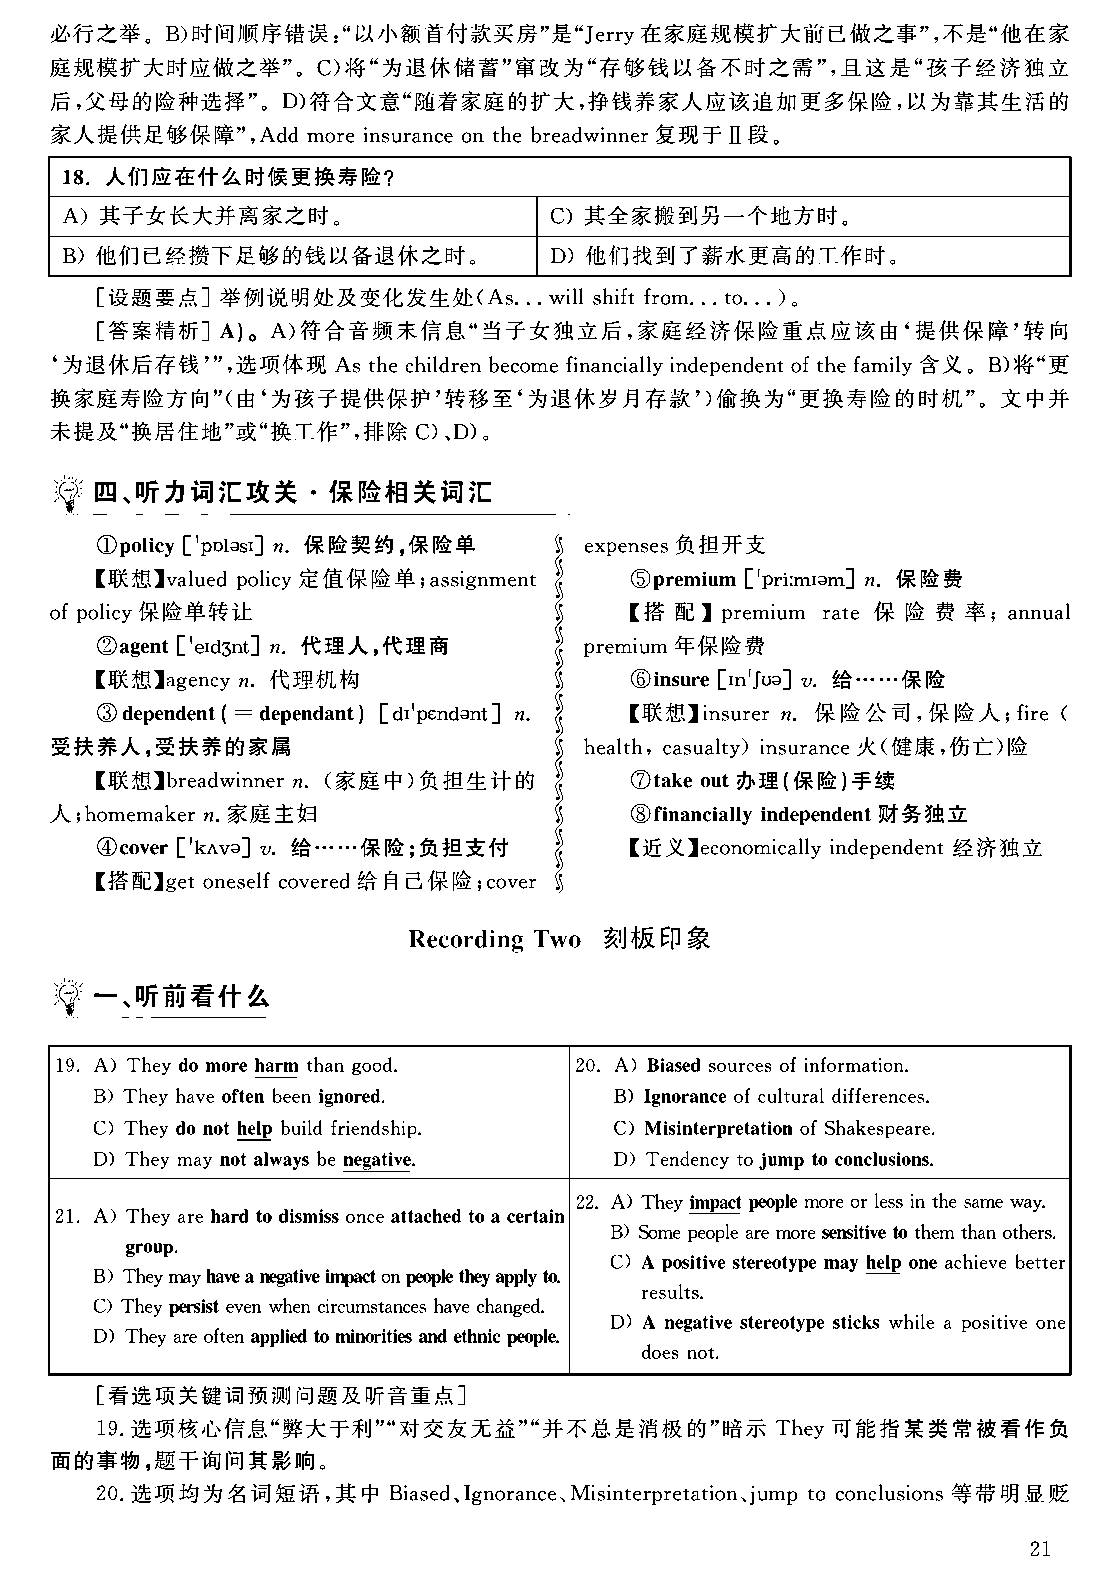 必行之举。B)时间顺序错误:“以小额首付款买房”是“Jerry在家庭规模扩大前已做之事”,不是“他在家
庭规模扩大时应做之举”。C)将“为退休储蓄”窜改为“存够钱以备不时之需”,且这是“孩子经济独立
后,父母的险种选择”。D)符合文意“随着家庭的扩大,挣钱养家人应该追加更多保险,以为靠其生活的
家人提供足够保障”,Add more insurance on the breadwinner 复现于Ⅱ段。
18. 人们应在什么时候更换寿险?
A) 其子女长大并离家之时。
C) 其全家搬到另一个地方时。
B) 他们已经攒下足够的钱以备退休之时。
D) 他们找到了薪水更高的工作时。
[设题要点] 举例说明处及变化发生处(As...will shift from...to...)。
[答案精析] A)。A)符合音频末信息“当子女独立后,家庭经济保险重点应该由‘提供保障’转向
‘为退休后存钱’”,选项体现 As the children become financially independent of the family 含义。B)将“更
换家庭寿险方向”(由‘为孩子提供保护’转移至‘为退休岁月存款’)偷换为“更换寿险的时机”。文中并
未提及“换居住地”或“换工作”,排除 C)、D)。
四、听力词汇攻关·保险相关词汇
①policy [ˈpɒləsɪ] n. 保险契约,保险单
【联想】valued policy 定值保险单;assignment
of policy 保险单转让
②agent [ˈeɪdʒnt] n. 代理人,代理商
【联想】agency n. 代理机构
③dependent(=dependant) [dɪˈpɛndənt] n.
受扶养人,受扶养的家属
【联想】breadwinner n. (家庭中)负担生计的
人;homemaker n. 家庭主妇
④cover [ˈkʌvə] v. 给……保险;负担支付
【搭配】get oneself covered 给自己保险;cover
expenses 负担开支
⑤premium [ˈpriːmɪəm] n. 保险费
【搭配】premium rate 保险费率; annual
premium 年保险费
⑥insure [ɪnˈʃʊə] v. 给……保险
【联想】insurer n. 保险公司,保险人;fire (
health, casualty) insurance 火(健康,伤亡)险
⑦take out 办理(保险)手续
⑧financially independent 财务独立
【近义】economically independent 经济独立
Recording Two 刻板印象
一、听前看什么
19. A) They do more harm than good.
B) They have often been ignored.
C) They do not help build friendship.
D) They may not always be negative.
20. A) Biased sources of information.
B) Ignorance of cultural differences.
C) Misinterpretation of Shakespeare.
D) Tendency to jump to conclusions.
21. A) They are hard to dismiss once attached to a certain
group.
B) They may have a negative impact on people they apply to.
C) They persist even when circumstances have changed.
D) They are often applied to minorities and ethnic people.
22. A) They impact people more or less in the same way.
B) Some people are more sensitive to them than others.
C) A positive stereotype may help one achieve better
results.
D) A negative stereotype sticks while a positive one
does not.
[看选项关键词预测问题及听音重点]
19. 选项核心信息“弊大于利”“对交友无益”“并不总是消极的”暗示 They 可能指某类常被看作负
面的事物,题干询问其影响。
20. 选项均为名词短语,其中 Biased、Ignorance、Misinterpretation、jump to conclusions 等带明显贬
21